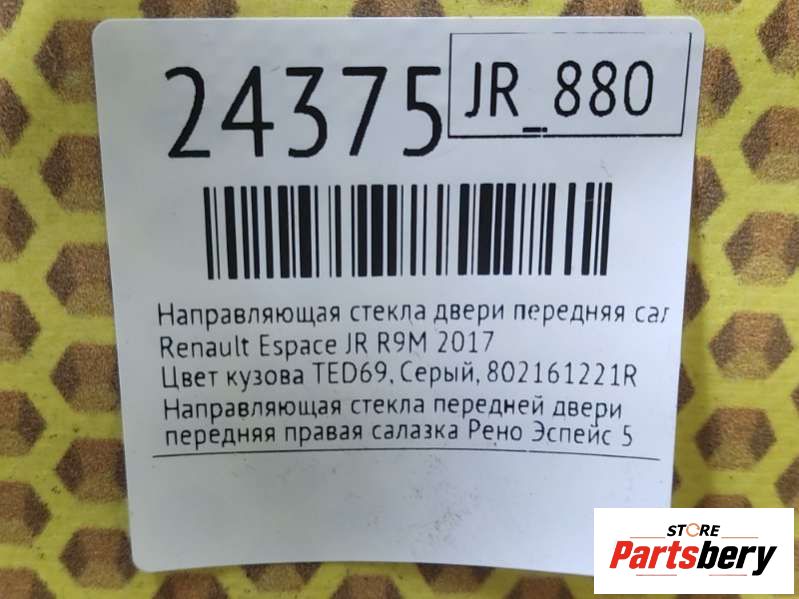 24375
JR_880
Направляющая стекла двери передняя сал
Renault Espace JR R9M 2017
Цвет кузова TED69, Серый, 802161221R
Направляющая стекла передней двери
передняя правая салазка Рено Эспейс 5
STORE
Partsbery